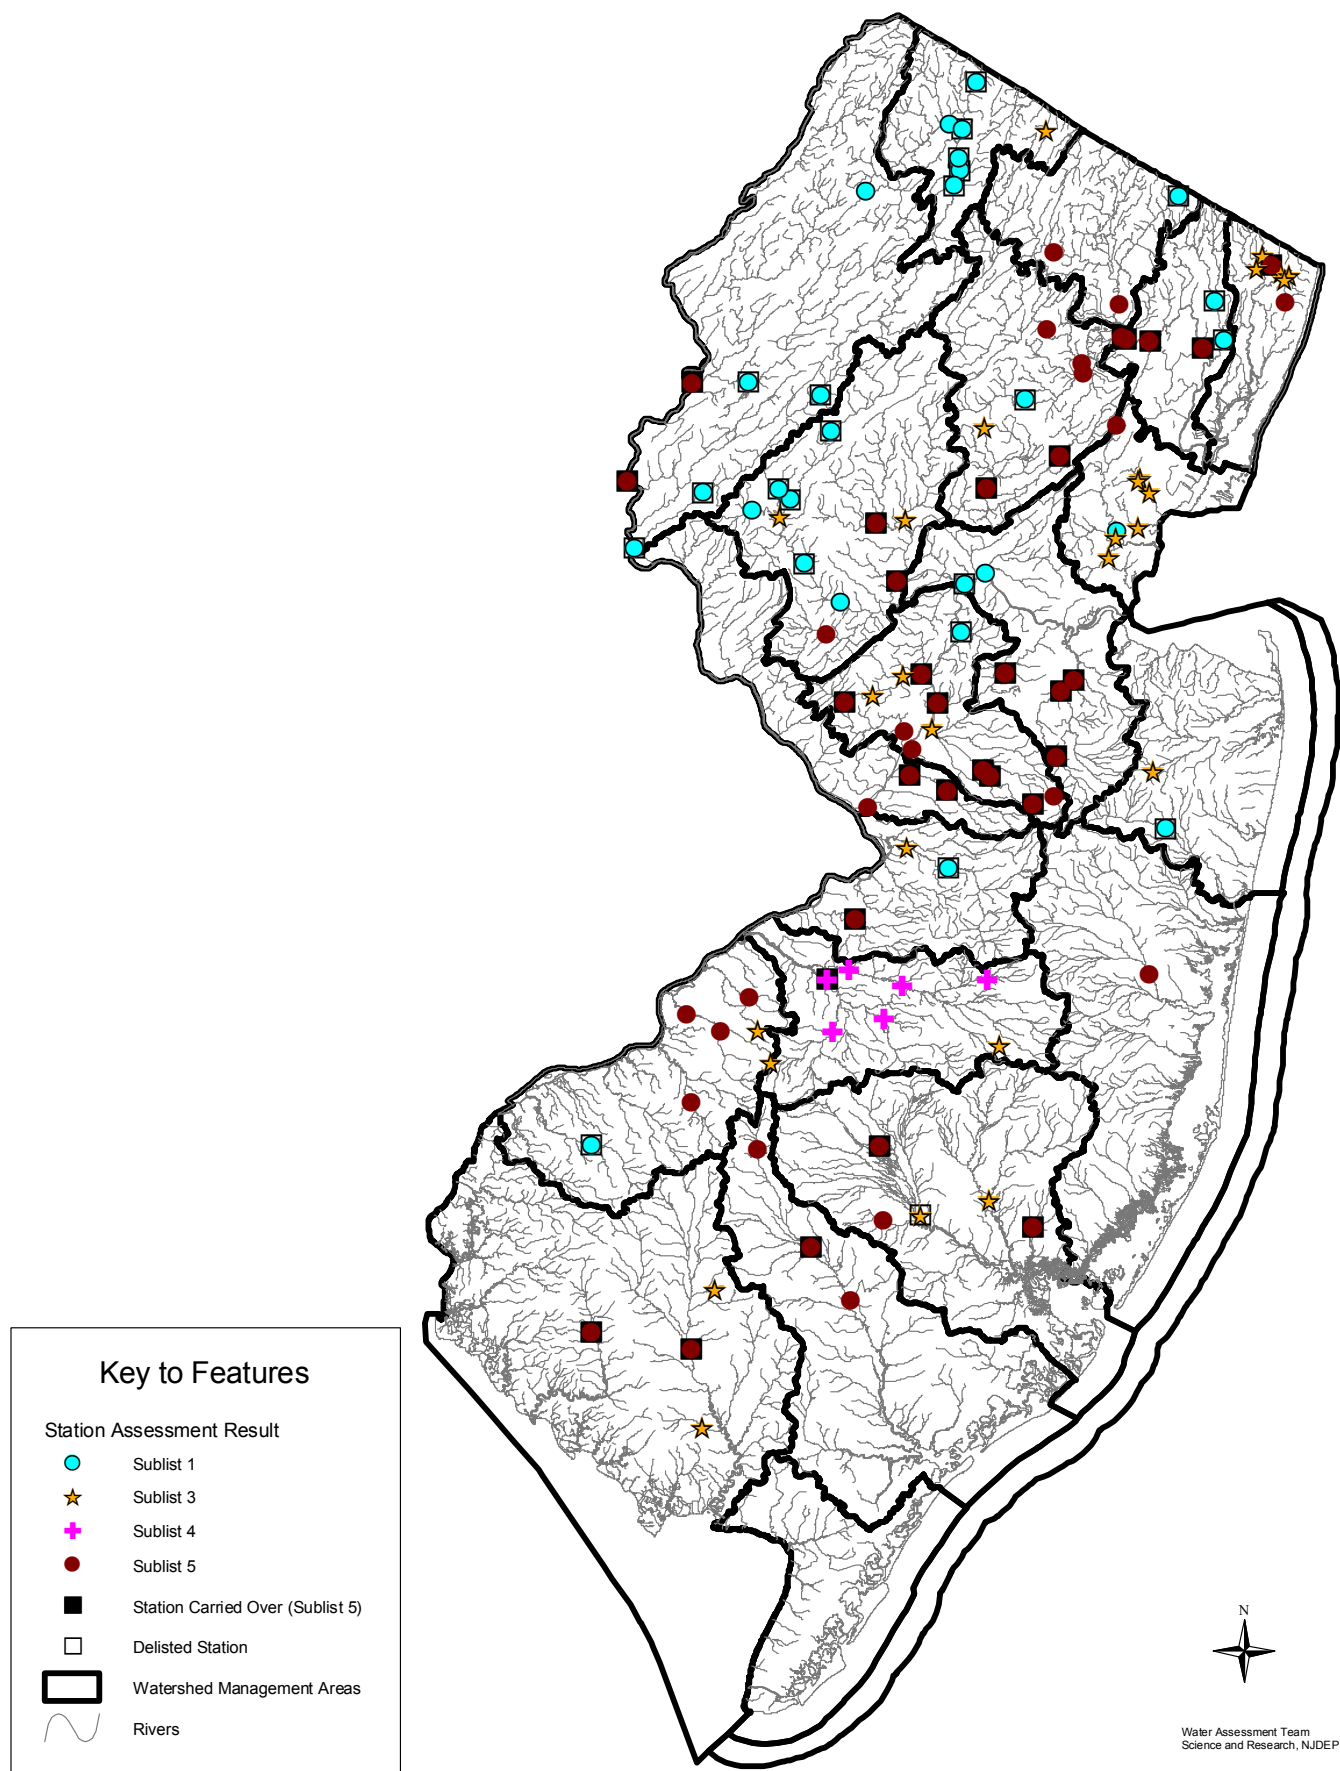 Key to Features
Station Assessment Result
Sublist 1
Sublist 3
Sublist 4
Sublist 5
Station Carried Over (Sublist 5)
Delisted Station
Watershed Management Areas
Rivers
N
Water Assessment Team
Science and Research, NJDEP